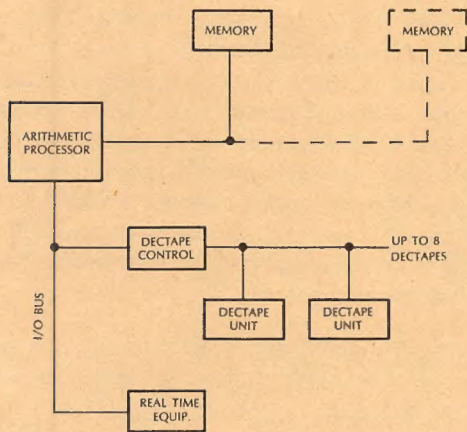 MEMORY
MEMORY
ARITHMETIC
PROCESSOR
DECTAPE
CONTROL
UP TO 8
DECTAPES
I/O BUS
DECTAPE
UNIT
DECTAPE
UNIT
REAL TIME
EQUIP.